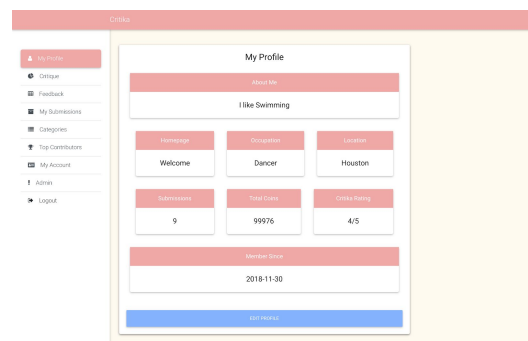 Critika
My Profile
Critique
Feedback
My Submissions
Categories
Top Contributors
My Account
Admin
Logout
My Profile
About Me
I like Swimming
Homepage
Occupation
Location
Welcome
Dancer
Houston
Submissions
Total Coins
Critika Rating
9
99976
4/5
Member Since
2018-11-30
EDIT PROFILE